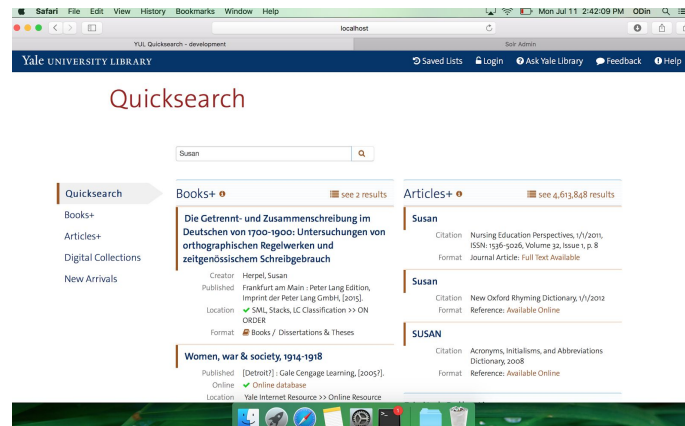 Safari File Edit View History Bookmarks Window Help Mon Jul 11 2:42:09 PM ODin
localhost
YUL Quicksearch - development Solr Admin
Yale UNIVERSITY LIBRARY Saved Lists Login Ask Yale Library Feedback Help
Quicksearch
Susan
Quicksearch
Books+
Articles+
Digital Collections
New Arrivals
Books+ see 2 results
Die Getrennt- und Zusammenschreibung im
Deutschen von 1700-1900: Untersuchungen von
orthographischen Regelwerken und
zeitgenössischem Schreibgebrauch
Creator Herpel, Susan
Published Frankfurt am Main : Peter Lang Edition,
Imprint der Peter Lang GmbH, [2015].
Location SML, Stacks, LC Classification >> ON
ORDER
Format Books / Dissertations & Theses
Women, war & society, 1914-1918
Published [Detroit?] : Gale Cengage Learning, [2005?].
Online Online database
Location Yale Internet Resource >> Online Resource
Articles+ see 4,613,848 results
Susan
Citation Nursing Education Perspectives, 1/1/2011,
ISSN: 1536-5026, Volume 32, Issue 1, p. 8
Format Journal Article: Full Text Available
Susan
Citation New Oxford Rhyming Dictionary, 1/1/2012
Format Reference: Available Online
SUSAN
Citation Acronyms, Initialisms, and Abbreviations
Dictionary, 2008
Format Reference: Available Online